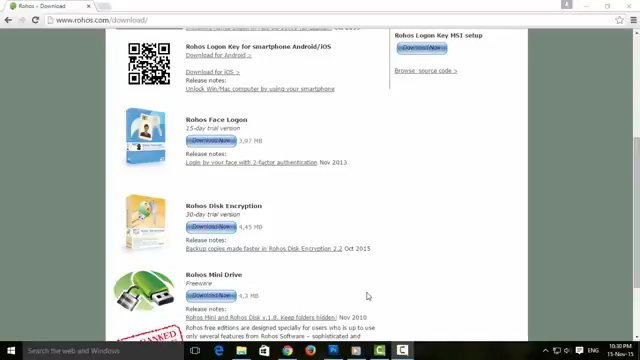 Rohos » Download
www.rohos.com/download/
Rohos Logon Key MSI setup
Download Now
Browse source code >
Rohos Logon Key for smartphone Android/iOS
Download for Android >
Download for iOS >
Release notes:
Unlock Win/Mac computer by using your smartphone
Rohos Face Logon
15-day trial version
Download Now 3,87 MB
Release notes:
Login by your face with 2-factor authentication Nov 2013
Rohos Disk Encryption
30-day trial version
Download Now 4,45 MB
Release notes:
Backup copies made faster in Rohos Disk Encryption 2.2 Oct 2015
Rohos Mini Drive
Freeware
Download Now 4,3 MB
Release notes:
Rohos Mini and Rohos Disk v.1.8. Keep folders hidden! Nov 2010
Rohos free editions are designed specially for users who is up to use
only several features from Rohos Software – sophisticated and
RANKED
Search the web and Windows
ENG
10:30 PM
15-Nov-15